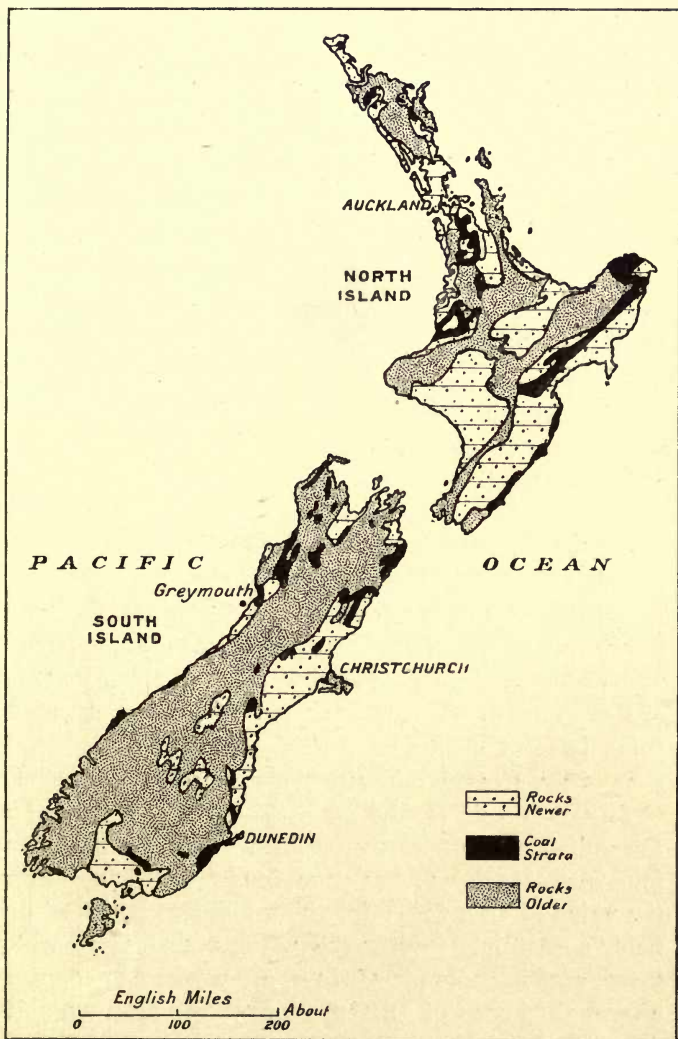 AUCKLAND
NORTH
ISLAND
PACIFIC OCEAN
Greymouth
SOUTH
ISLAND
CHRISTCHURCH
Rocks
Newer
Coal
Strata
DUNEDIN
Rocks
Older
English Miles
About
0 100 200